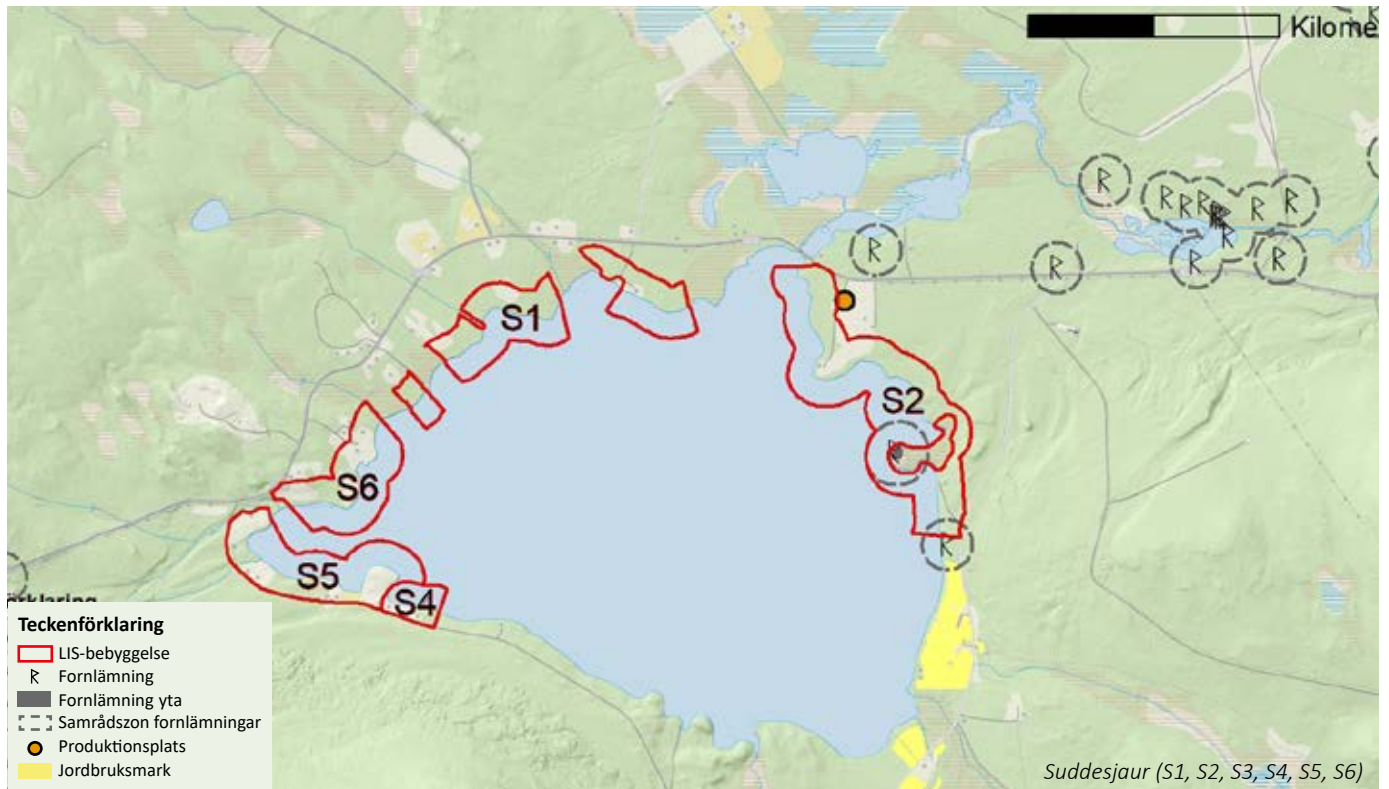 Kilome
S1
S2
S6
S5
S4
Teckenförklaring
LIS-bebyggelse
Fornlämning
Fornlämning yta
Samrådszon fornlämningar
Produktionsplats
Jordbruksmark
Suddesjaur (S1, S2, S3, S4, S5, S6)